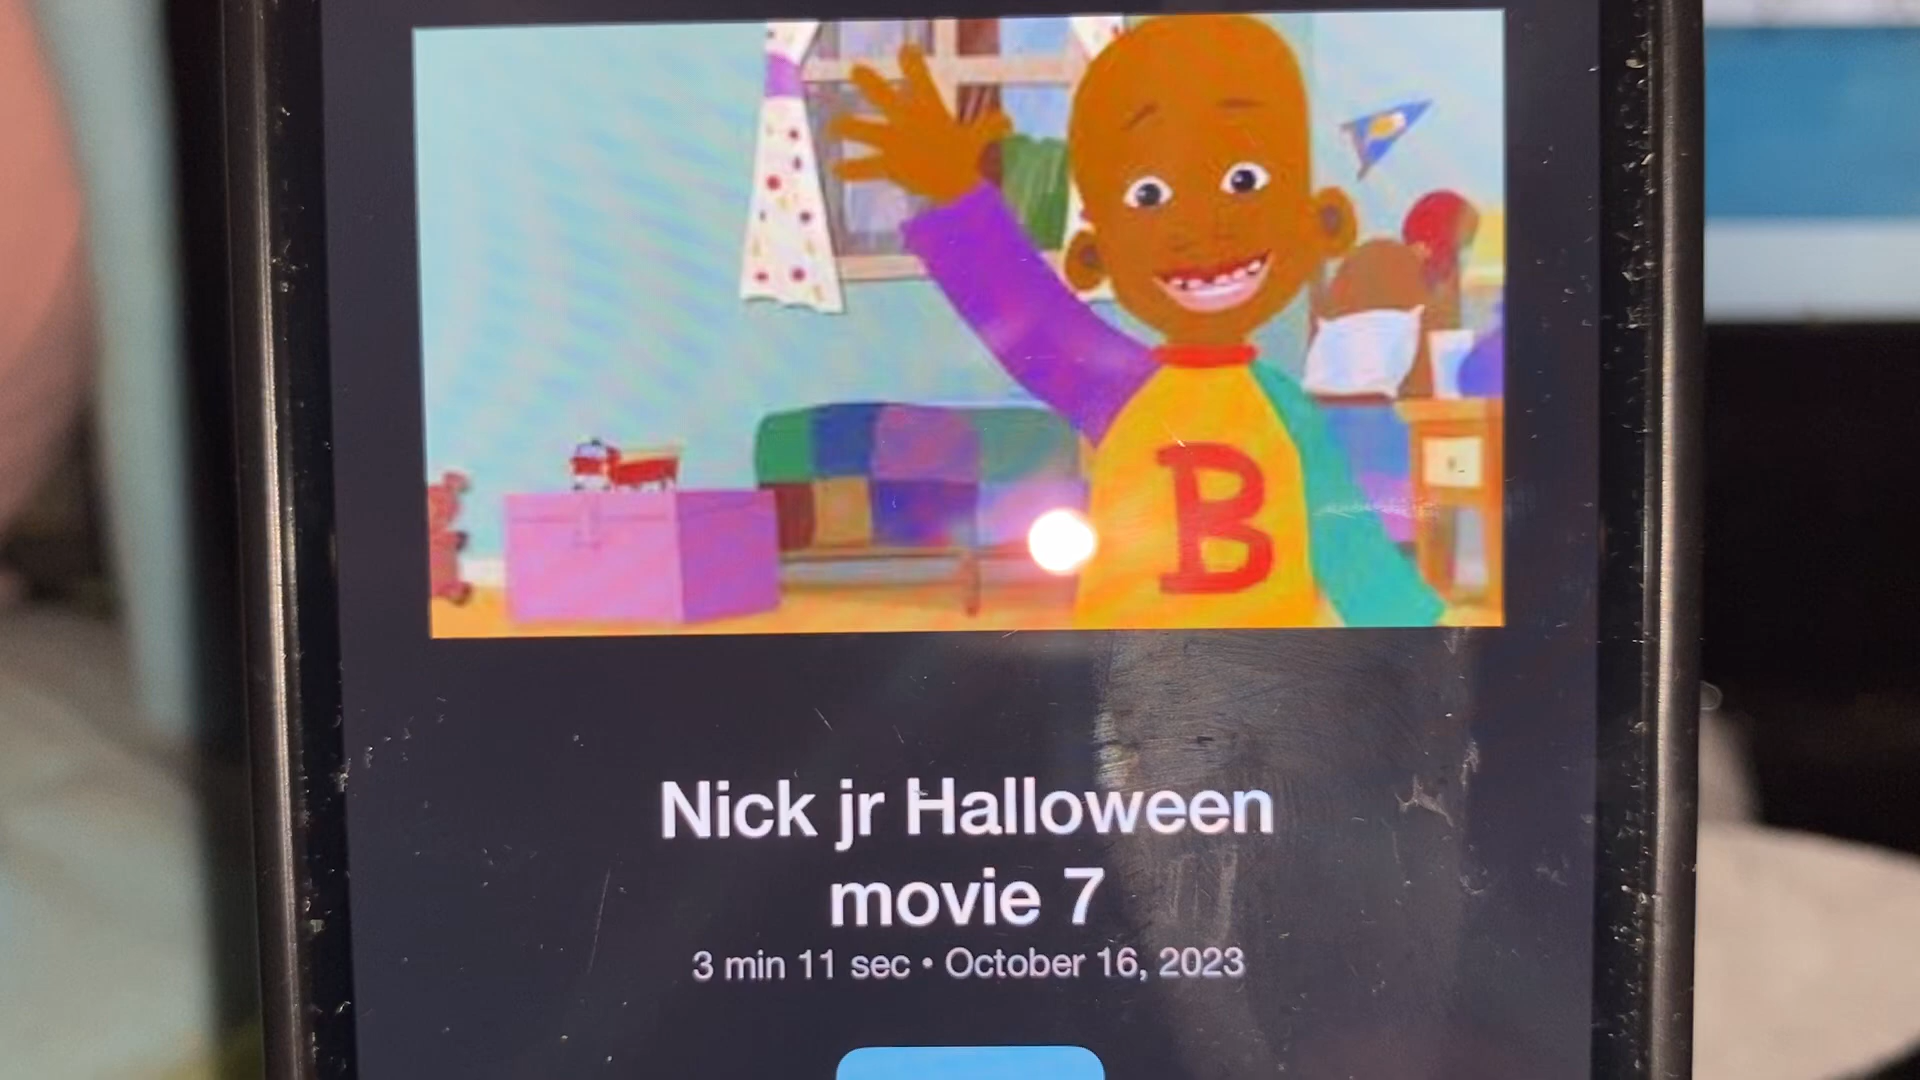 B
Nick jr Halloween
movie 7
3 min 11 sec • October 16, 2023